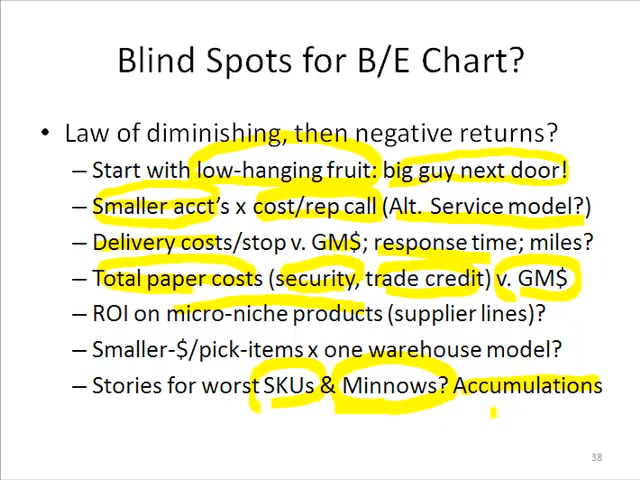 Blind Spots for B/E Chart?
• Law of diminishing, then negative returns?
– Start with low-hanging fruit: big guy next door!
– Smaller acct's x cost/rep call (Alt. Service model?)
– Delivery costs/stop v. GM$; response time; miles?
– Total paper costs (security, trade credit) v. GM$
– ROI on micro-niche products (supplier lines)?
– Smaller-$/pick-items x one warehouse model?
– Stories for worst SKUs & Minnows? Accumulations
38